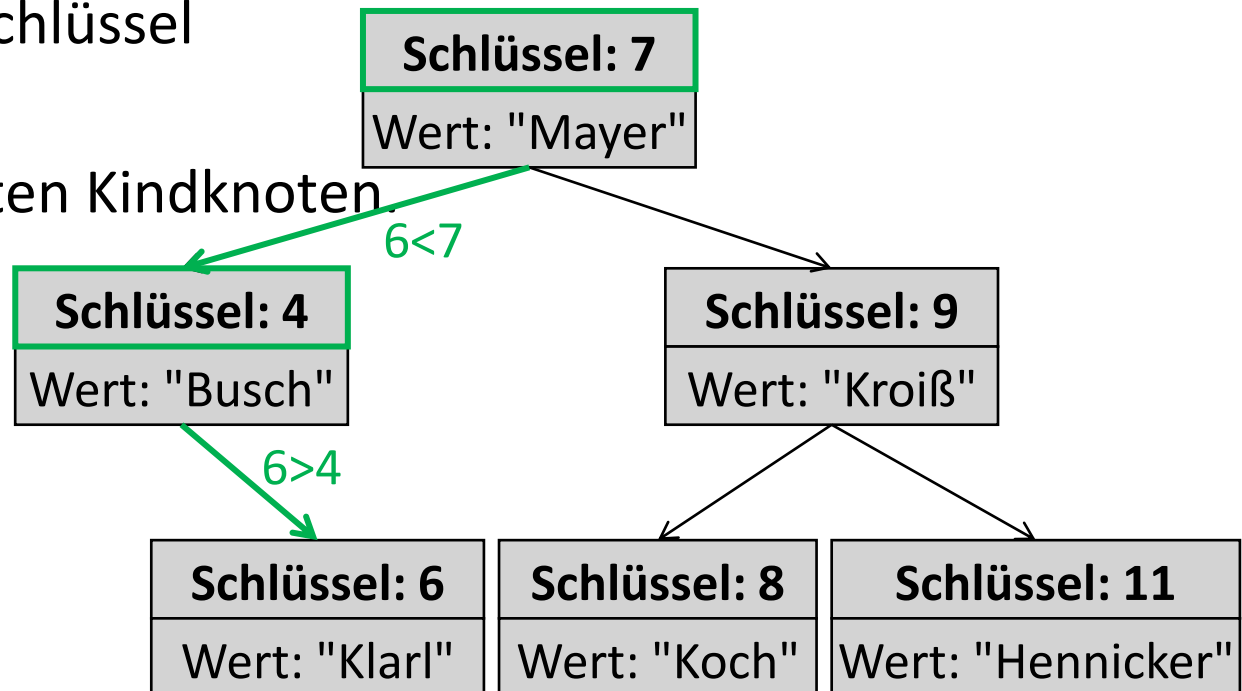 chlüssel
Schlüssel: 7
Wert: "Mayer"
ten Kindknoten.
6<7
Schlüssel: 4
Wert: "Busch"
Schlüssel: 9
Wert: "Kroiß"
6>4
Schlüssel: 6
Wert: "Klarl"
Schlüssel: 8
Wert: "Koch"
Schlüssel: 11
Wert: "Hennicker"